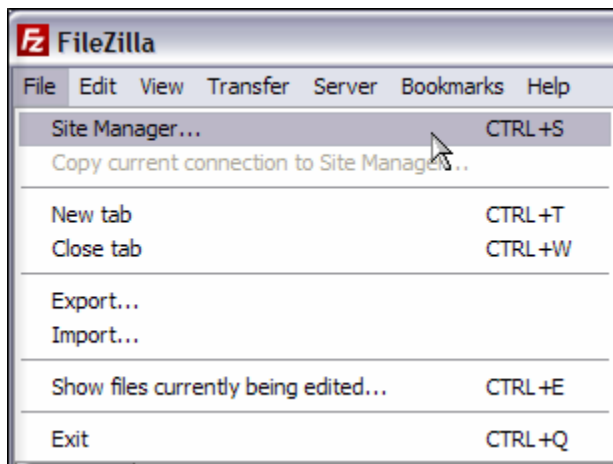 Fz FileZilla
File Edit View Transfer Server Bookmarks Help
Site Manager... CTRL+S
Copy current connection to Site Manager...
New tab CTRL+T
Close tab CTRL+W
Export...
Import...
Show files currently being edited... CTRL+E
Exit CTRL+Q